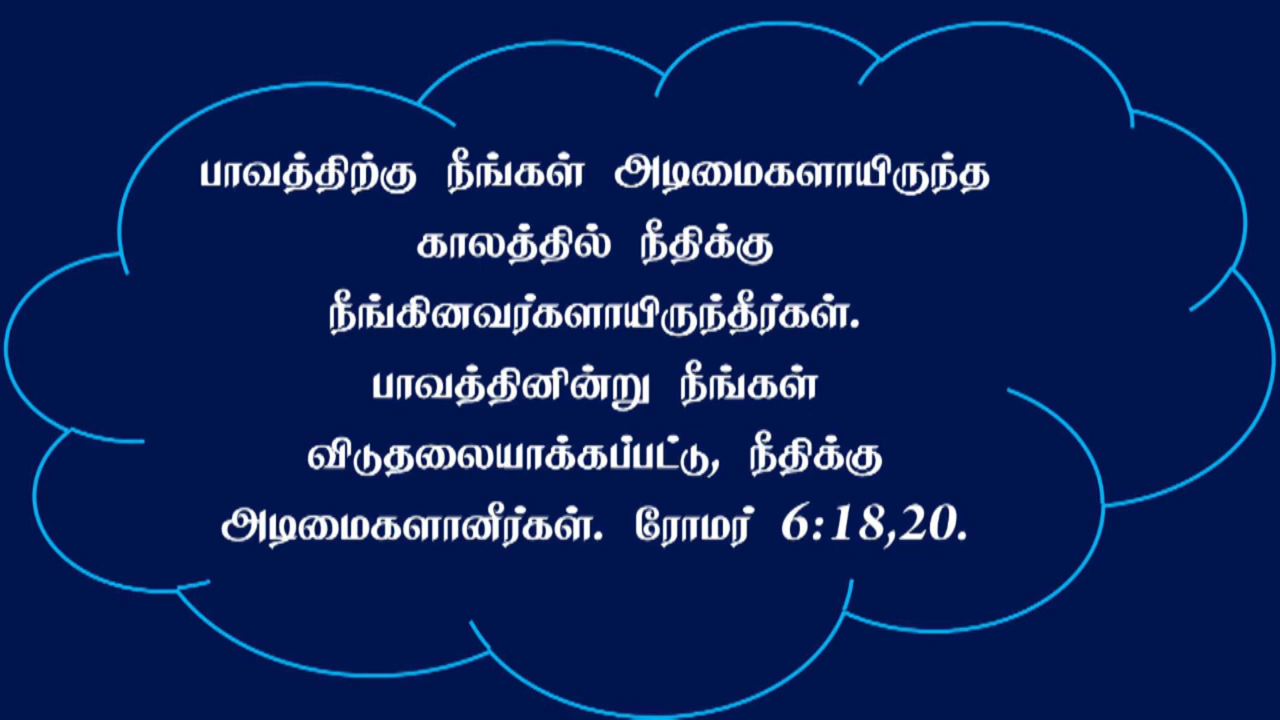 பாவத்திற்கு நீங்கள் அடிமைகளாயிருந்த
காலத்தில் நீதிக்கு
நீங்கினவர்களாயிருந்தீர்கள்.
பாவத்தினின்று நீங்கள்
விடுதலையாக்கப்பட்டு, நீதிக்கு
அடிமைகளானீர்கள். ரோமர் 6:18,20.